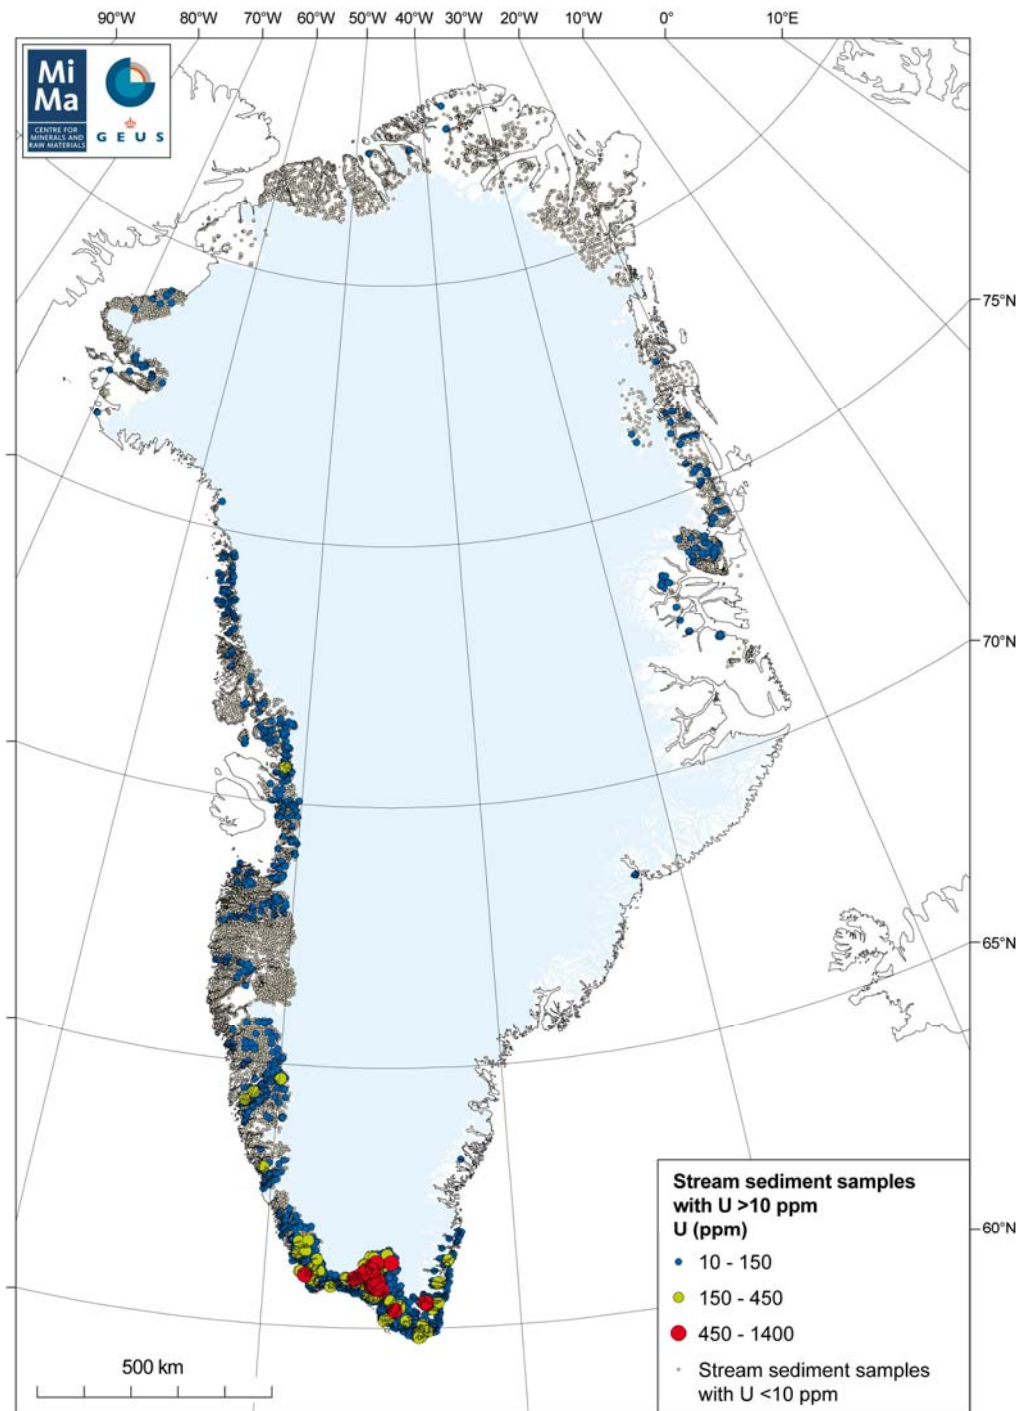 90°W 80°W 70°W 60°W 50°W 40°W 30°W 20°W 10°W 0° 10°E
Mi
Ma
CENTRE FOR
MINERALS AND
RAW MATERIALS
G E U S
75°N
70°N
65°N
60°N
Stream sediment samples
with U >10 ppm
U (ppm)
10 - 150
150 - 450
450 - 1400
Stream sediment samples
with U <10 ppm
500 km